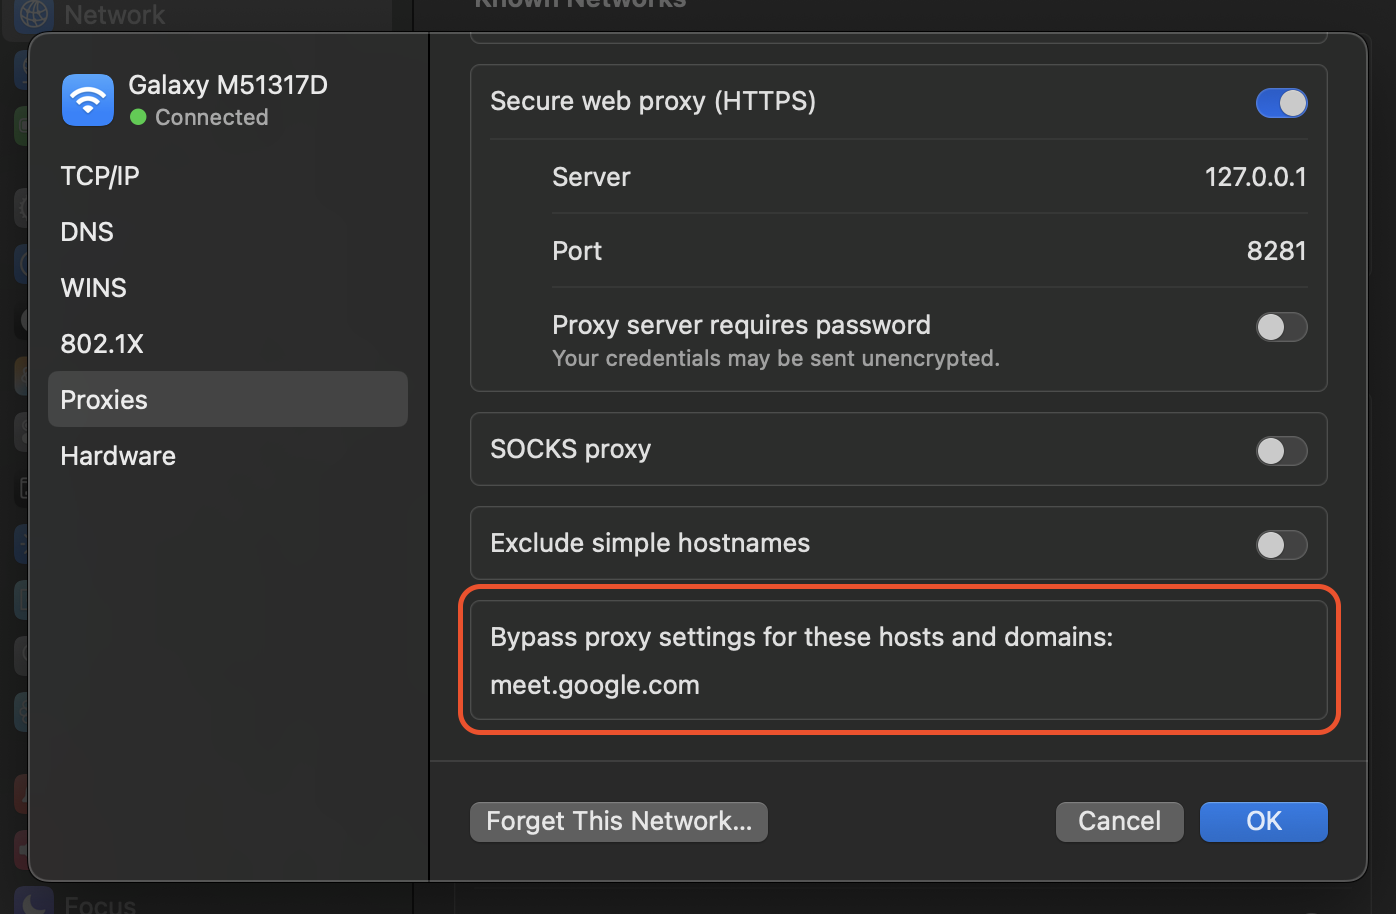 Network
Known Networks
Galaxy M51317D
Connected
TCP/IP
DNS
WINS
802.1X
Proxies
Hardware
Secure web proxy (HTTPS)
Server
127.0.0.1
Port
8281
Proxy server requires password
Your credentials may be sent unencrypted.
SOCKS proxy
Exclude simple hostnames
Bypass proxy settings for these hosts and domains:
meet.google.com
Forget This Network...
Cancel
OK
Focus